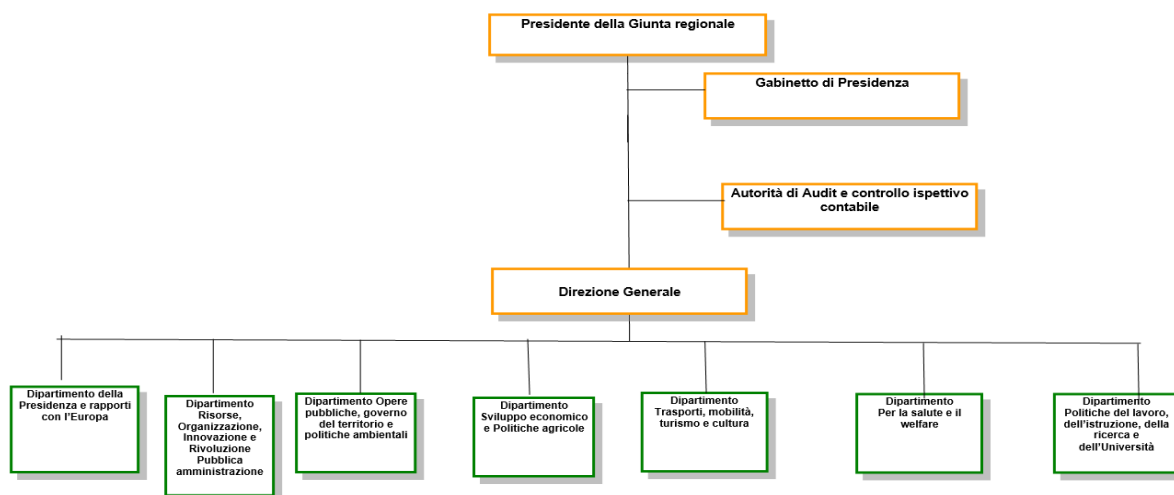 Presidente della Giunta regionale
Gabinetto di Presidenza
Autorità di Audit e controllo ispettivo
contabile
Direzione Generale
Dipartimento della
Presidenza e rapporti
con l'Europa
Dipartimento
Risorse,
Organizzazione,
Innovazione e
Rivoluzione
Pubblica
amministrazione
Dipartimento Opere
pubbliche, governo
del territorio e
politiche ambientali
Dipartimento
Sviluppo economico
e Politiche agricole
Dipartimento
Trasporti, mobilità,
turismo e cultura
Dipartimento
Per la salute e il
welfare
Dipartimento
Politiche del lavoro,
dell'istruzione, della
ricerca e
dell'Università